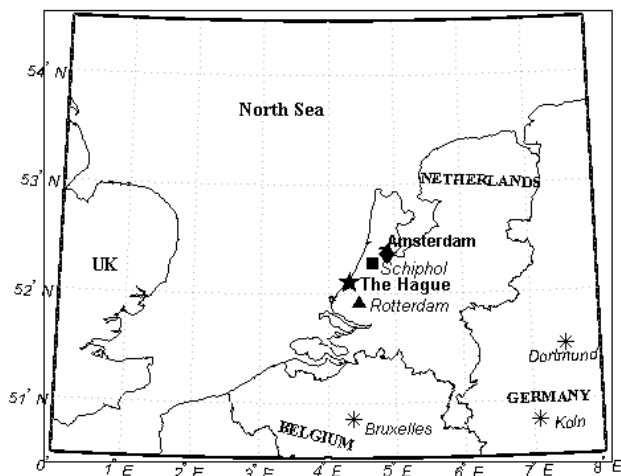 54° N
North Sea
53° N
NETHERLANDS
Amsterdam
UK
Schiphol
52° N
The Hague
Rotterdam
Dortmund
51° N
GERMANY
BELGIUM
Bruxelles
Koln
0° 1° E 2° E 3° E 4° E 5° E 6° E 7° E 8° E